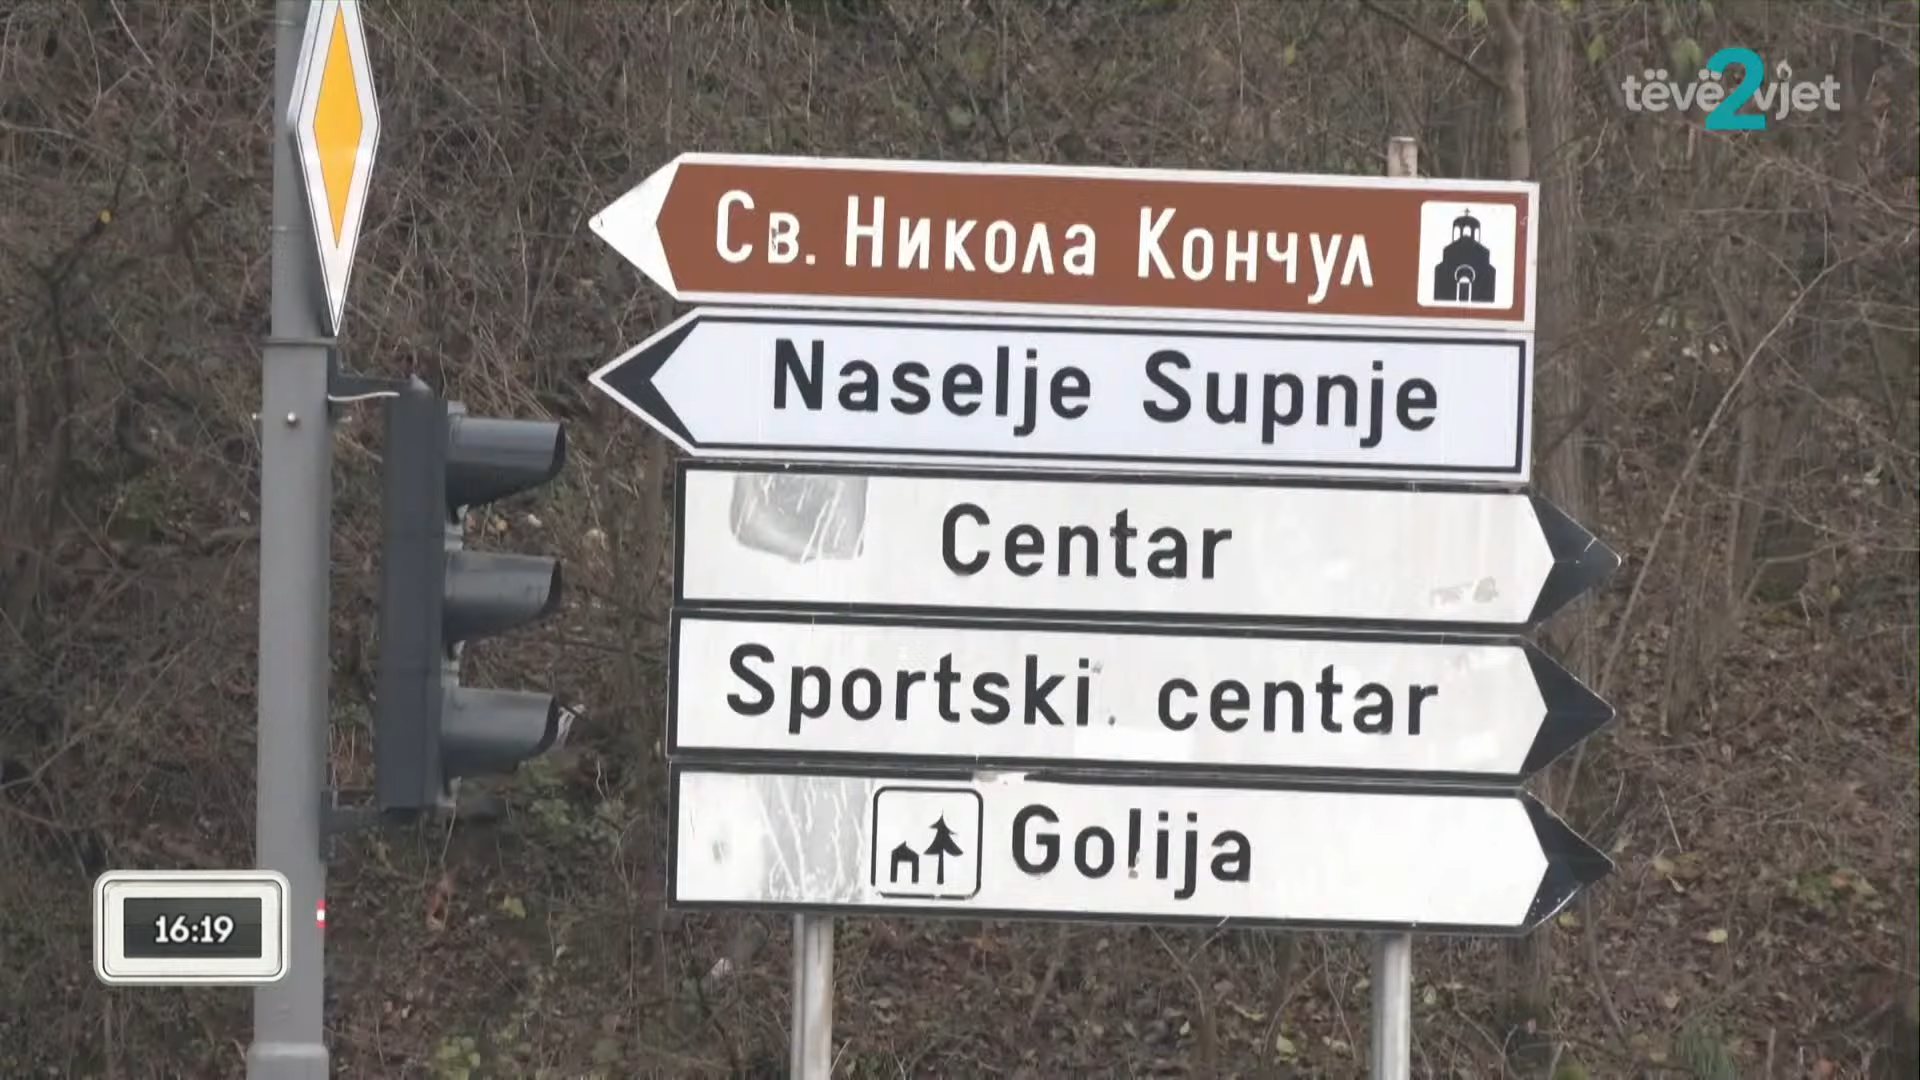 tëvë2vjet
Св. Никола Кончул
Naselje Supnje
Centar
Sportski centar
Golija
16:19